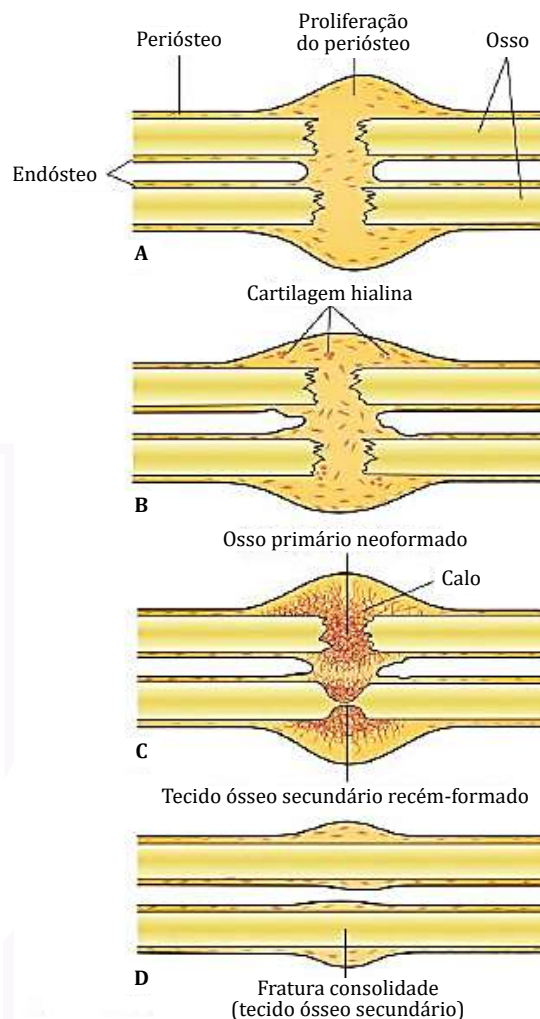 Proliferação
do periósteo
Periósteo
Osso
Endósteo
A
Cartilagem hialina
B
Osso primário neoformado
Calo
C
Tecido ósseo secundário recém-formado
D
Fratura consolidade
(tecido ósseo secundário)